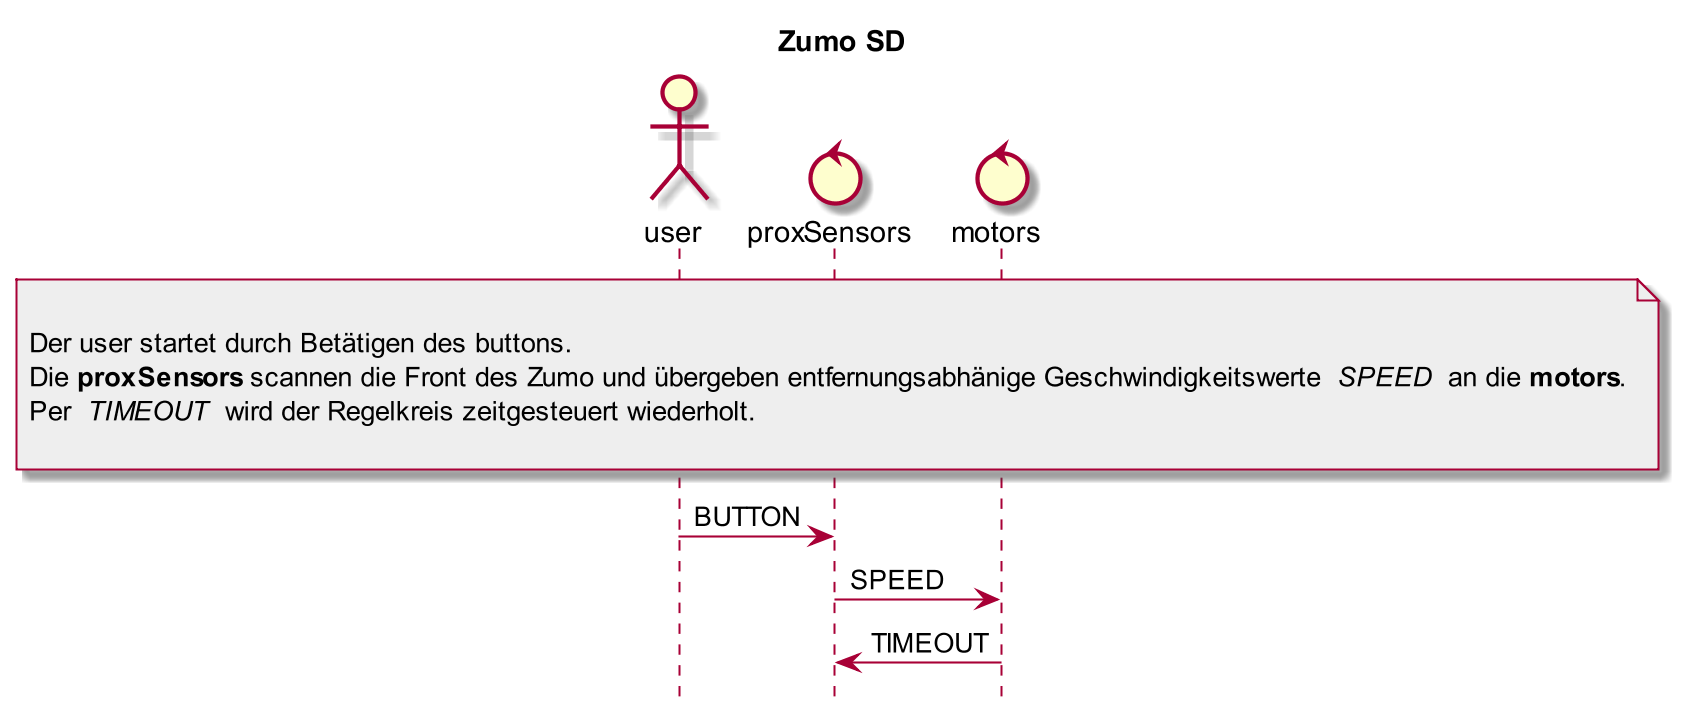 Zumo SD
user proxSensors motors
Der user startet durch Betätigen des buttons.
Die proxSensors scannen die Front des Zumo und übergeben entfernungsabhänige Geschwindigkeitswerte SPEED an die motors.
Per TIMEOUT wird der Regelkreis zeitgesteuert wiederholt.
BUTTON
SPEED
TIMEOUT